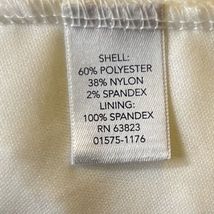 SHELL:
60% POLYESTER
38% NYLON
2% SPANDEX
LINING:
100% SPANDEX
RN 63823
01575-1176